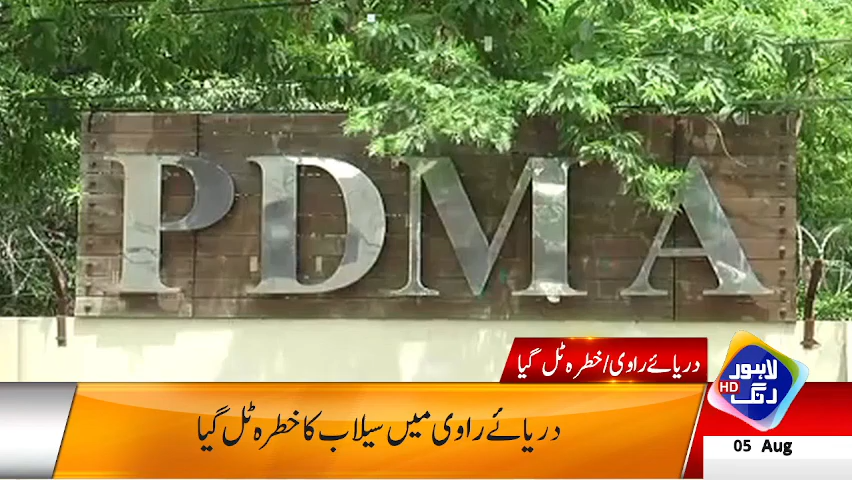 PDMA
دریائے راوی/خطرہ ٹل گیا
لاہور
رنگ
HD
دریائے راوی میں سیلاب کا خطرہ ٹل گیا
05 Aug